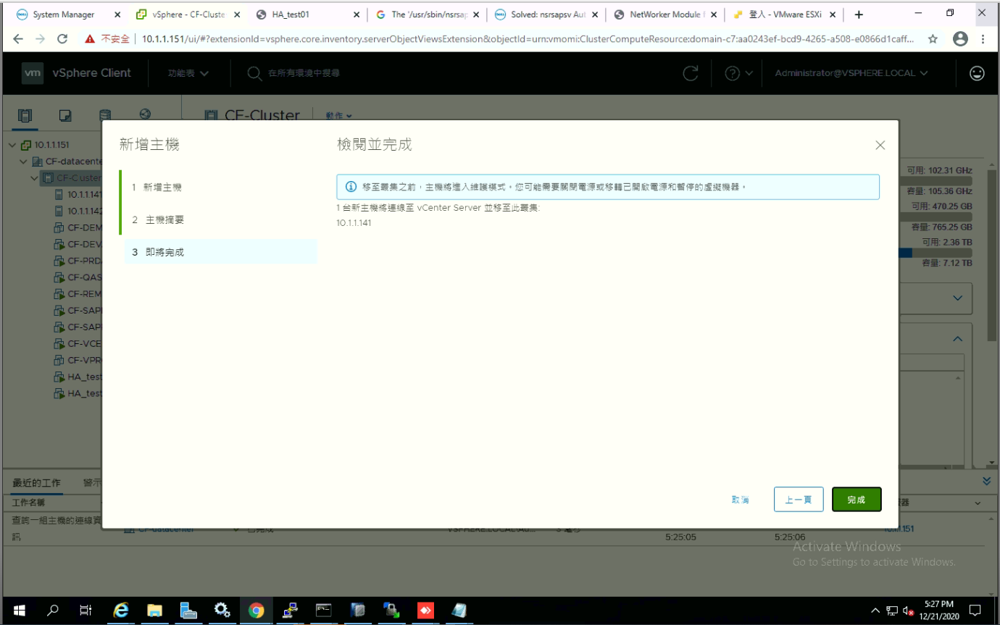 System Manager
vSphere - CF-Cluste
HA_test01
The '/usr/sbin/nsrsap
Solved: nsrsapsv Aut
NetWorker Module
登入 - VMware ESXi
不安全
10.1.1.151/ui/#?extensionId=vsphere.core.inventory.serverObjectViewsExtension&objectId=urn:vmomi:ClusterComputeResource:domain-c7:aa0243ef-bcd9-4265-a508-e0866d1caff...
vm vSphere Client
功能表
在所有環境中搜尋
Administrator@VSPHERE.LOCAL
CF-Cluster
動作
10.1.1.151
CF-datacente
CF-Cluster
10.1.1.141
10.1.1.142
CF-DEM
CF-DEV
CF-PRD
CF-QAS
CF-REM
CF-SAP
CF-SAP
CF-VCE
CF-VPR
HA_test
HA_test
新增主機
1 新增主機
2 主機摘要
3 即將完成
檢閱並完成
移至叢集之前，主機將進入維護模式。您可能需要關閉電源或移轉已開啟電源和暫停的虛擬機器。
1 台新主機將連線至 vCenter Server 並移至此叢集:
10.1.1.141
取消
上一頁
完成
可用: 102.31 GHz
容量: 105.36 GHz
可用: 470.25 GB
容量: 765.25 GB
可用: 2.36 TB
容量: 7.12 TB
最近的工作
警示
工作名稱
查詢一組主機的連線資
訊
CF-datacenter
已完成
VSPHERE.LOCAL\Ad...
3 毫秒
5:25:05
5:25:06
10.1.1.151
Activate Windows
Go to Settings to activate Windows.
5:27 PM
12/21/2020